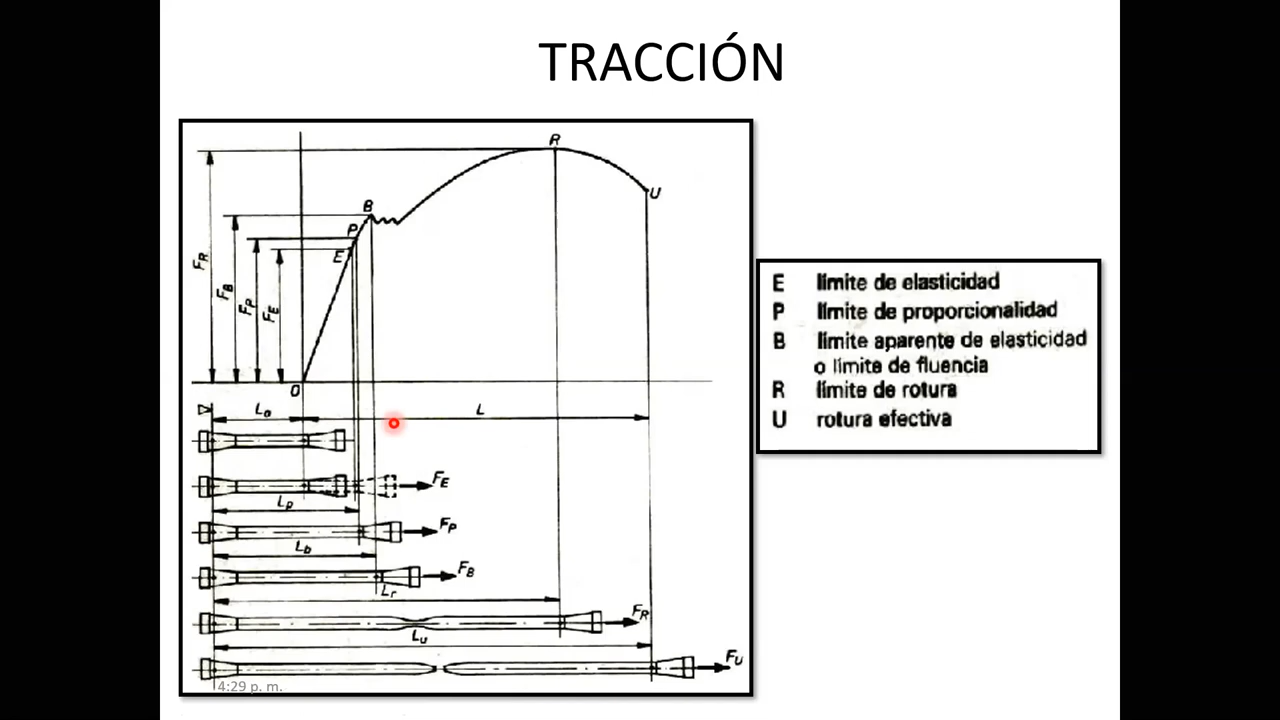 TRACCIÓN
R
U
B
P
E
F_R
F_B
F_P
F_E
O
L_o
L
F_E
L_p
F_P
L_b
F_B
L_r
F_R
L_u
F_U
4:29 p. m.
E límite de elasticidad
P límite de proporcionalidad
B límite aparente de elasticidad
o límite de fluencia
R límite de rotura
U rotura efectiva